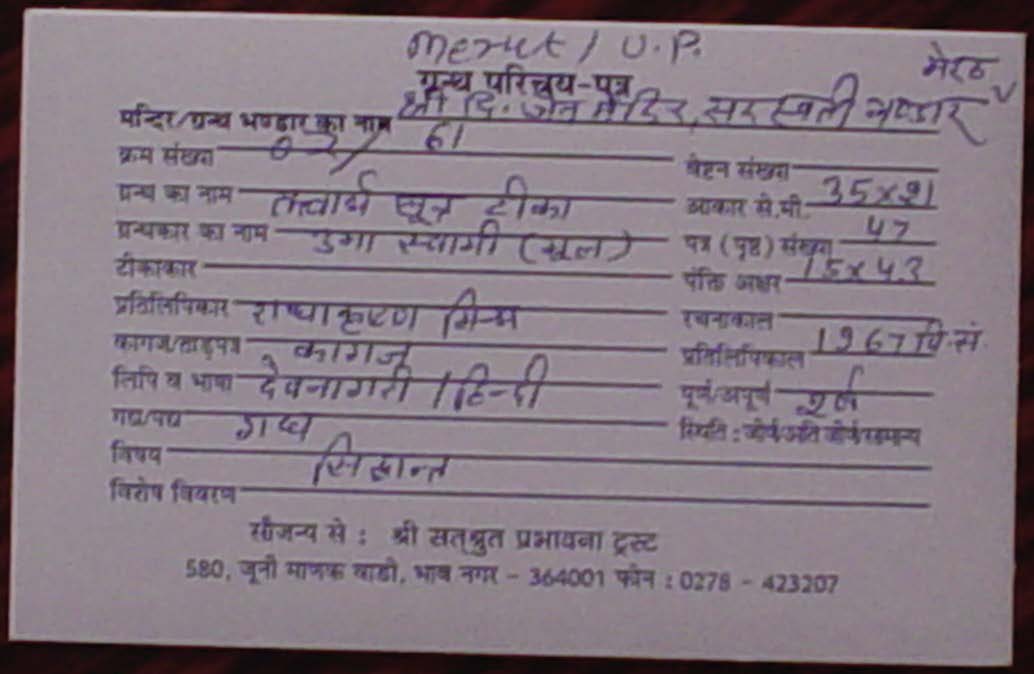 Merut / U.P.
मेरठ
ग्रन्थ परिचय-पत्र
मन्दिर/ग्रन्थ भण्डार का नाम श्री दि. जैन मंदिर, सरस्वती भण्डार
क्रम संख्या 61
वेष्टन संख्या
ग्रन्थ का नाम तत्वार्थ सूत्र टीका
आकार से.मी. 35x21
ग्रन्थकार का नाम उमा स्वामी (मूल)
पत्र (पृष्ठ) संख्या 47
टीकाकार
पंक्ति अक्षर 15x43
प्रतिलिपिकार राधाकृष्ण मिश्र
रचनाकाल
कागज/ताड़पत्र कागज
प्रतिलिपिकाल 1967 वि.सं.
लिपि व भाषा देवनागरी / हिन्दी
पूर्ण/अपूर्ण पूर्ण
गद्य/पद्य गद्य
स्थिति : जीर्ण/अति जीर्ण/सामान्य
विषय सिद्धान्त
विशेष विवरण
सौजन्य से : श्री सत्श्रुत प्रभावना ट्रस्ट
580, जूनी माणक वाडी, भाव नगर - 364001 फोन : 0278 - 423207